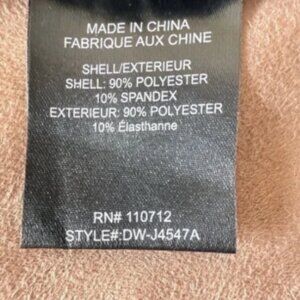 MADE IN CHINA
FABRIQUE AUX CHINE
SHELL/EXTERIEUR
SHELL: 90% POLYESTER
10% SPANDEX
EXTERIEUR: 90% POLYESTER
10% Élasthanne
RN# 110712
STYLE#:DW-J4547A